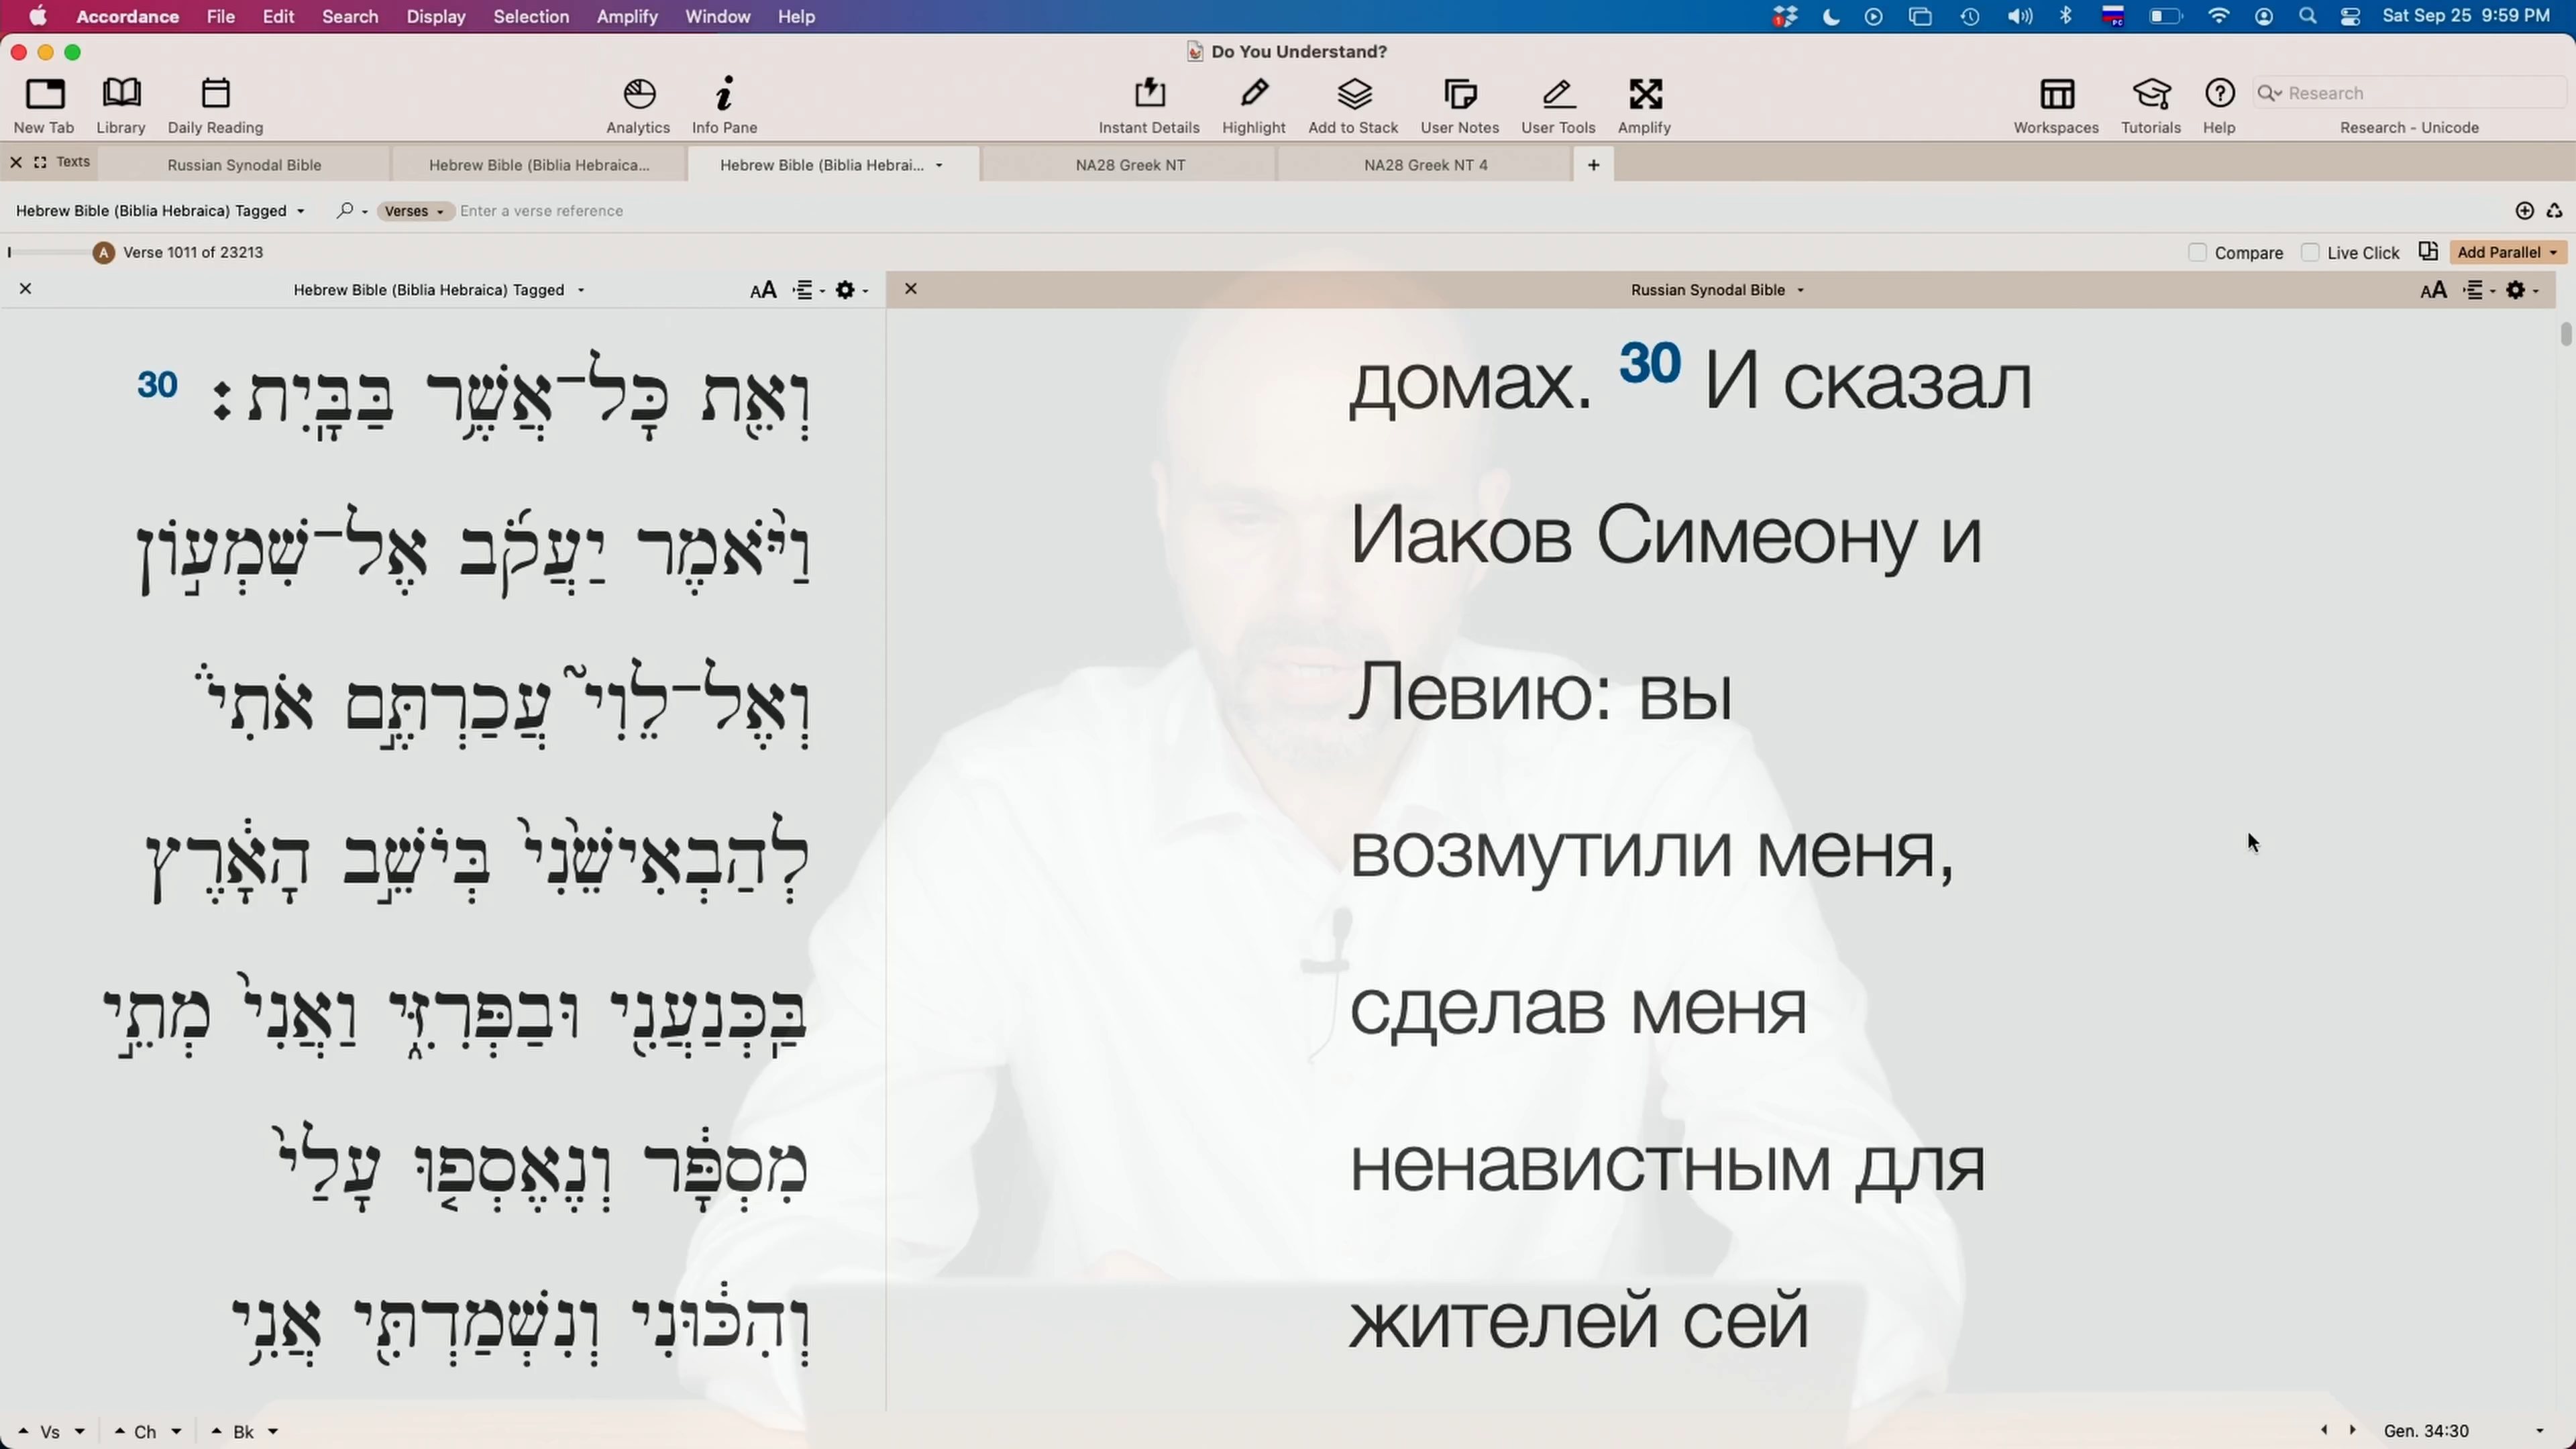 Accordance File Edit Search Display Selection Amplify Window Help Sat Sep 25 9:59 PM
Do You Understand?
New Tab Library Daily Reading Analytics Info Pane Instant Details Highlight Add to Stack User Notes User Tools Amplify Workspaces Tutorials Help Research
Research - Unicode
Texts Russian Synodal Bible Hebrew Bible (Biblia Hebraica... Hebrew Bible (Biblia Hebrai... NA28 Greek NT NA28 Greek NT 4 +
Hebrew Bible (Biblia Hebraica) Tagged Verses Enter a verse reference
A Verse 1011 of 23213 Compare Live Click Add Parallel
Hebrew Bible (Biblia Hebraica) Tagged
וְאֵ֖ת כָּל־אֲשֶׁ֥ר בַּבָּֽיִת׃ 30
וַיֹּ֨אמֶר יַעֲקֹ֜ב אֶל־שִׁמְע֣וֹן
וְאֶל־לֵוִי֮ עֲכַרְתֶּ֣ם אֹתִי֒
לְהַבְאִישֵׁ֙נִי֙ בְּיֹשֵׁ֣ב הָאָ֔רֶץ
בַּֽכְּנַעֲנִ֖י וּבַפְּרִזִּ֑י וַאֲנִי֙ מְתֵ֣י
מִסְפָּ֔ר וְנֶאֶסְפ֤וּ עָלַי֙
וְהִכּ֔וּנִי וְנִשְׁמַדְתִּ֖י אֲנִ֥י
Russian Synodal Bible
домах. 30 И сказал
Иаков Симеону и
Левию: вы
возмутили меня,
сделав меня
ненавистным для
жителей сей
Vs Ch Bk Gen. 34:30